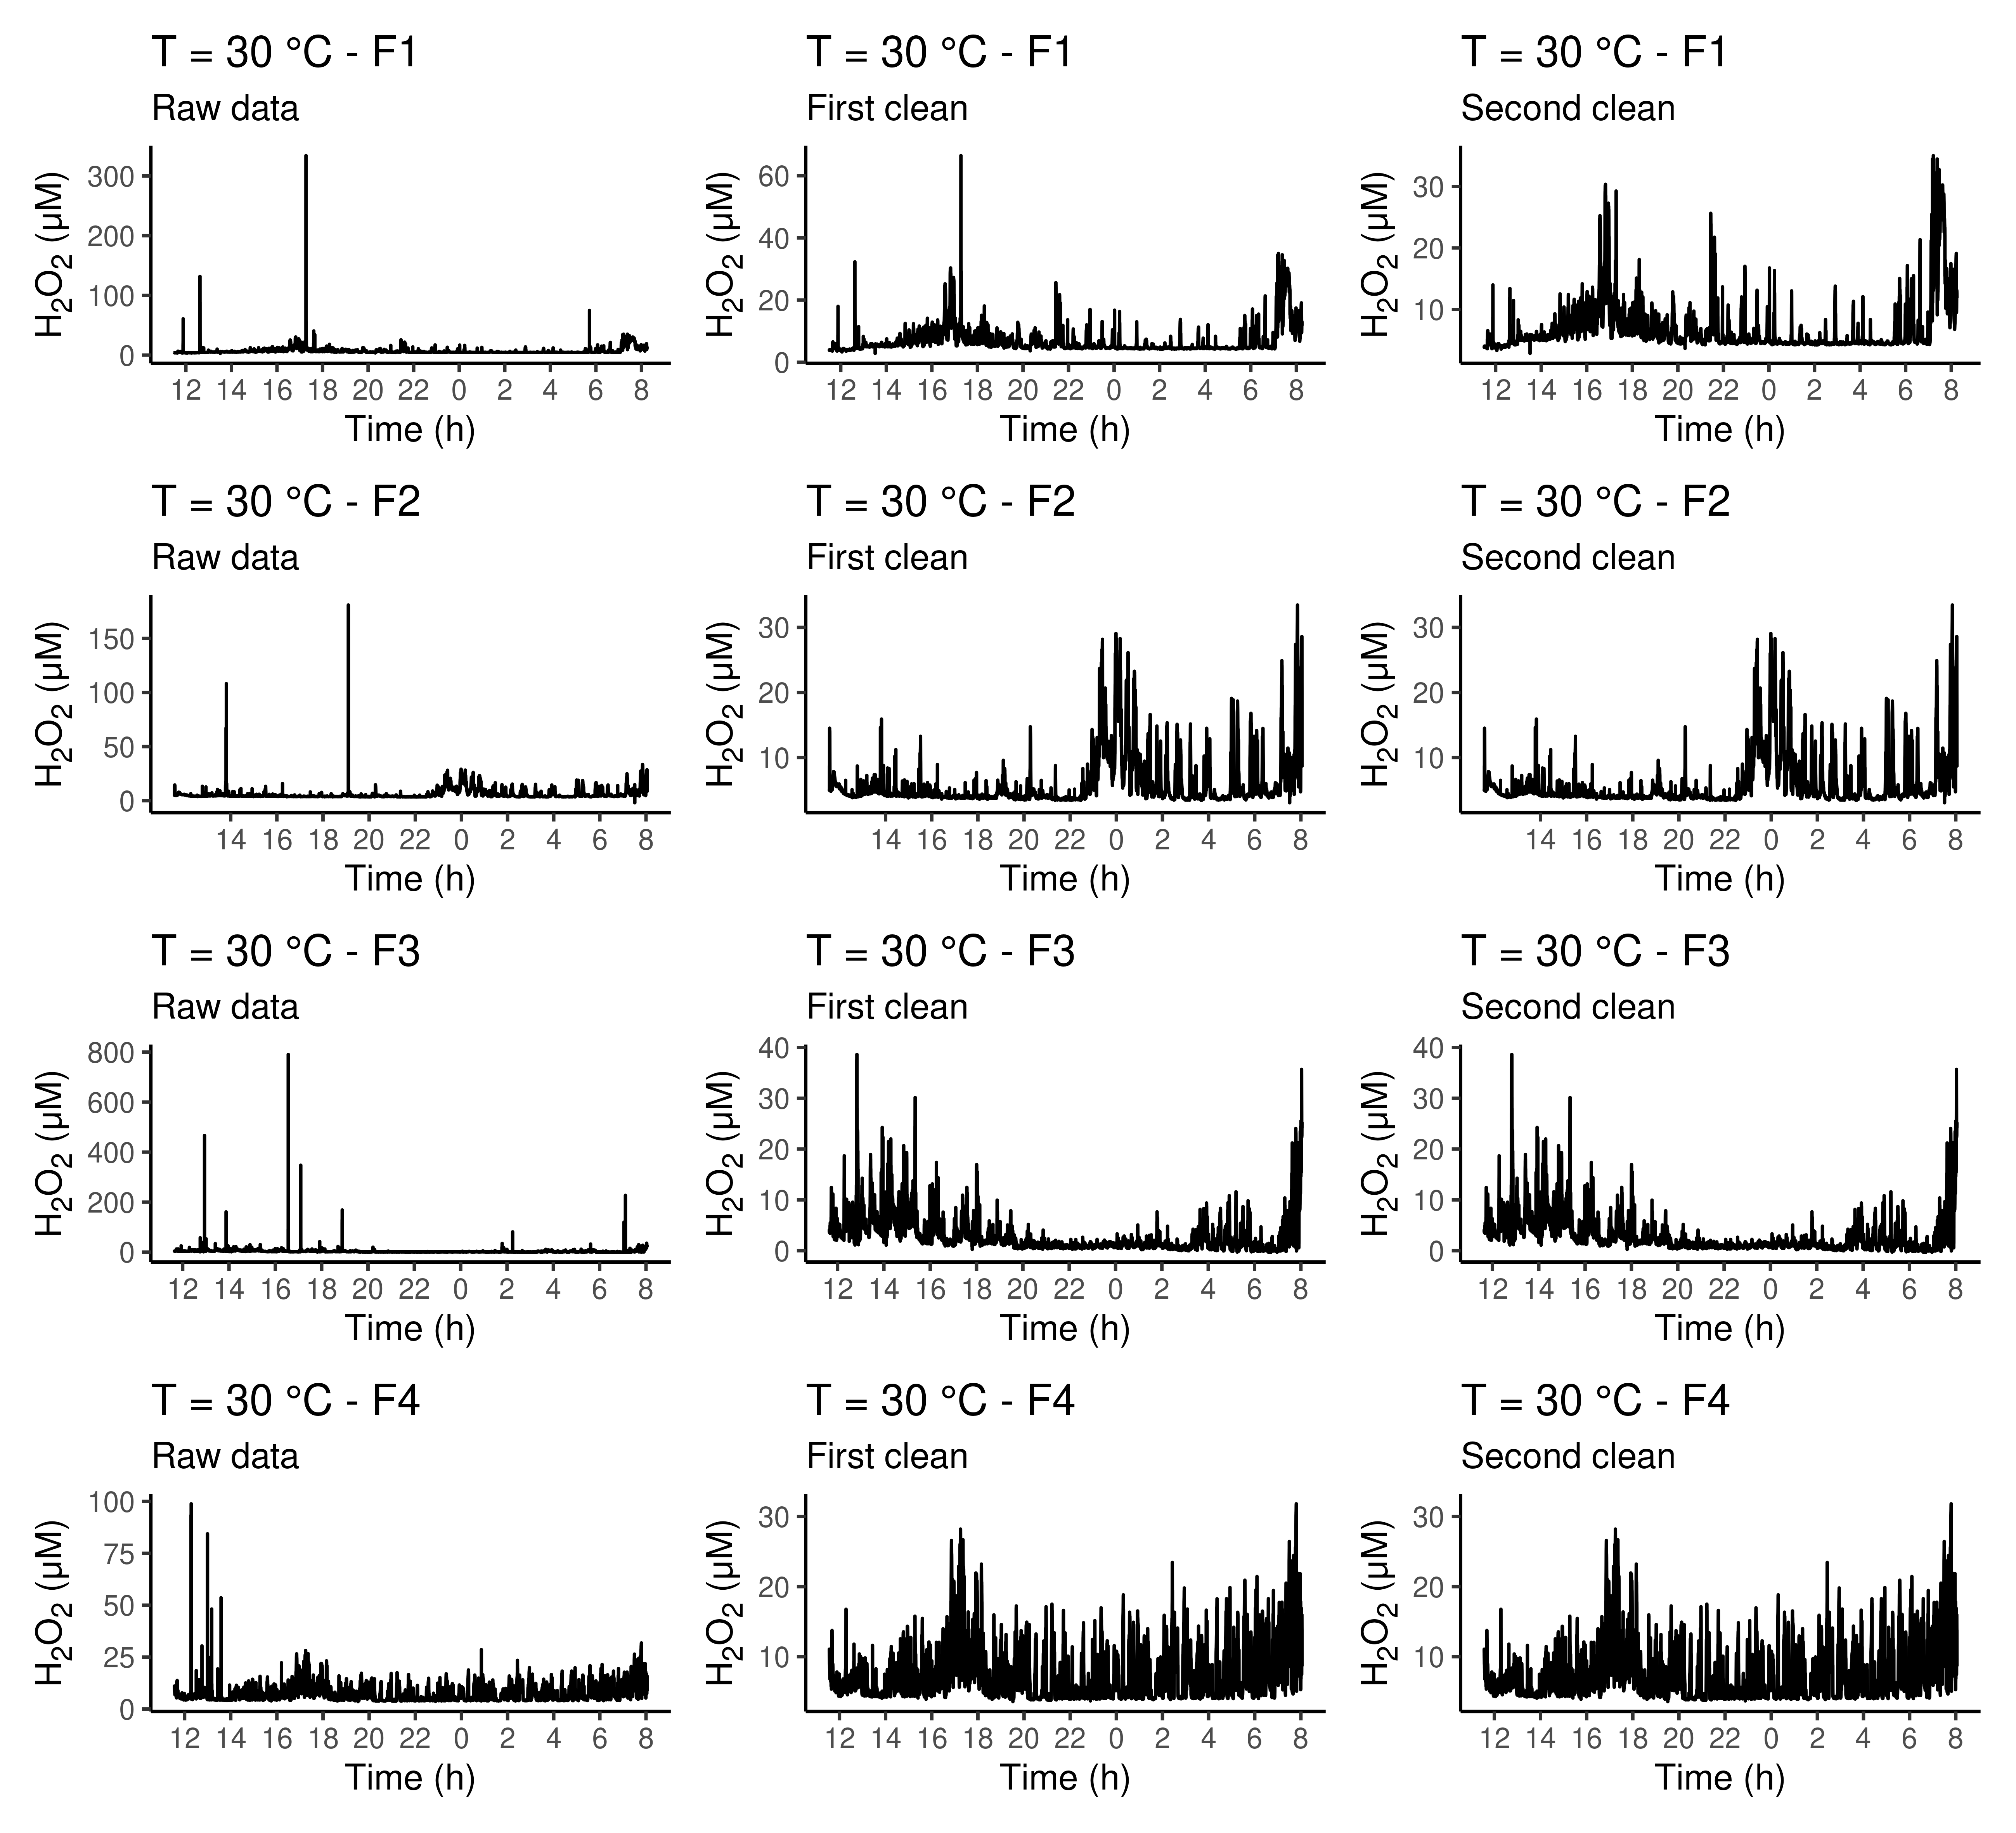 T = 30 °C - F1
Raw data
H2O2 (µM)
300
200
100
0
12 14 16 18 20 22 0 2 4 6 8
Time (h)
T = 30 °C - F1
First clean
H2O2 (µM)
60
40
20
0
12 14 16 18 20 22 0 2 4 6 8
Time (h)
T = 30 °C - F1
Second clean
H2O2 (µM)
30
20
10
12 14 16 18 20 22 0 2 4 6 8
Time (h)
T = 30 °C - F2
Raw data
H2O2 (µM)
150
100
50
0
14 16 18 20 22 0 2 4 6 8
Time (h)
T = 30 °C - F2
First clean
H2O2 (µM)
30
20
10
14 16 18 20 22 0 2 4 6 8
Time (h)
T = 30 °C - F2
Second clean
H2O2 (µM)
30
20
10
14 16 18 20 22 0 2 4 6 8
Time (h)
T = 30 °C - F3
Raw data
H2O2 (µM)
800
600
400
200
0
12 14 16 18 20 22 0 2 4 6 8
Time (h)
T = 30 °C - F3
First clean
H2O2 (µM)
40
30
20
10
0
12 14 16 18 20 22 0 2 4 6 8
Time (h)
T = 30 °C - F3
Second clean
H2O2 (µM)
40
30
20
10
0
12 14 16 18 20 22 0 2 4 6 8
Time (h)
T = 30 °C - F4
Raw data
H2O2 (µM)
100
75
50
25
0
12 14 16 18 20 22 0 2 4 6 8
Time (h)
T = 30 °C - F4
First clean
H2O2 (µM)
30
20
10
12 14 16 18 20 22 0 2 4 6 8
Time (h)
T = 30 °C - F4
Second clean
H2O2 (µM)
30
20
10
12 14 16 18 20 22 0 2 4 6 8
Time (h)